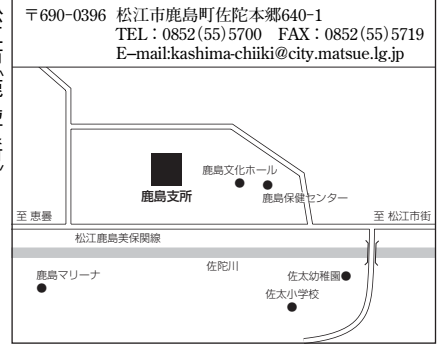 〒690-0396 松江市鹿島町佐陀本郷640-1
TEL：0852(55)5700　FAX：0852(55)5719
E–mail:kashima-chiiki@city.matsue.lg.jp
鹿島支所
鹿島文化ホール
鹿島保健センター
至 恵曇
至 松江市街
松江鹿島美保関線
佐陀川
鹿島マリーナ
佐太幼稚園
佐太小学校